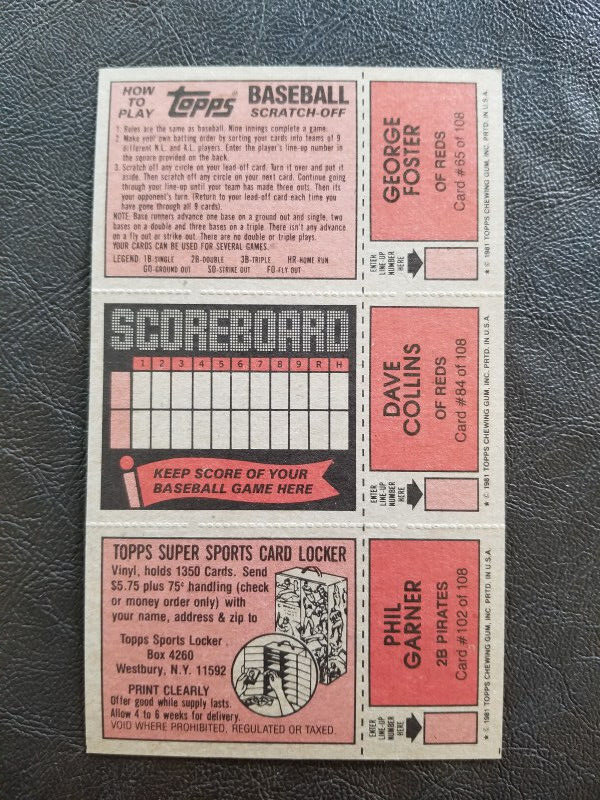 HOW TO PLAY
Topps
BASEBALL
SCRATCH-OFF
1. Rules are the same as baseball. Nine innings complete a game.
2. Make your own batting order by sorting your cards into teams of 9
different N.L. and A.L. players. Enter the player's line-up number in
the square provided on the back.
3. Scratch off any circle on your lead-off card. Turn it over and put it
aside. Then scratch off any circle on your next card. Continue going
through your line-up until your team has made three outs. Then its
your opponent's turn. (Return to your lead-off card each time you
have gone through all 9 cards).
NOTE: Base runners advance one base on a ground out and single, two
bases on a double and three bases on a triple. There isn't any advance
on a fly out or strike out. There are no double or triple plays.
YOUR CARDS CAN BE USED FOR SEVERAL GAMES.
LEGEND: 1B-SINGLE 2B-DOUBLE 3B-TRIPLE HR-HOME RUN
GO-GROUND OUT SO-STRIKE OUT FO-FLY OUT
GEORGE
FOSTER
OF REDS
Card #65 of 108
ENTER
LINE-UP
NUMBER
HERE
* © 1981 TOPPS CHEWING GUM, INC. PRTD. IN U.S.A.
SCOREBOARD
1 2 3 4 5 6 7 8 9 R H
KEEP SCORE OF YOUR
BASEBALL GAME HERE
DAVE
COLLINS
OF REDS
Card #84 of 108
ENTER
LINE-UP
NUMBER
HERE
* © 1981 TOPPS CHEWING GUM, INC. PRTD. IN U.S.A.
TOPPS SUPER SPORTS CARD LOCKER
Vinyl, holds 1350 Cards. Send
$5.75 plus 75¢ handling (check
or money order only) with
your name, address & zip to
Topps Sports Locker
Box 4260
Westbury, N.Y. 11592
PRINT CLEARLY
Offer good while supply lasts.
Allow 4 to 6 weeks for delivery.
VOID WHERE PROHIBITED, REGULATED OR TAXED.
PHIL
GARNER
2B PIRATES
Card #102 of 108
ENTER
LINE-UP
NUMBER
HERE
* © 1981 TOPPS CHEWING GUM, INC. PRTD. IN U.S.A.